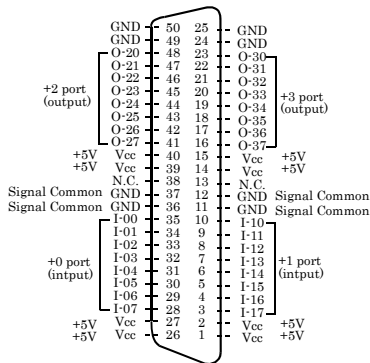 GND 50 25 GND
GND 49 24 GND
O-20 48 23 O-30
O-21 47 22 O-31
O-22 46 21 O-32
+2 port O-23 45 20 O-33 +3 port
(output) O-24 44 19 O-34 (output)
O-25 43 18 O-35
O-26 42 17 O-36
O-27 41 16 O-37
+5V Vcc 40 15 Vcc +5V
+5V Vcc 39 14 Vcc +5V
N.C. 38 13 N.C.
Signal Common GND 37 12 GND Signal Common
Signal Common GND 36 11 GND Signal Common
I-00 35 10 I-10
I-01 34 9 I-11
I-02 33 8 I-12
+0 port I-03 32 7 I-13 +1 port
(intput) I-04 31 6 I-14 (intput)
I-05 30 5 I-15
I-06 29 4 I-16
I-07 28 3 I-17
+5V Vcc 27 2 Vcc +5V
+5V Vcc 26 1 Vcc +5V